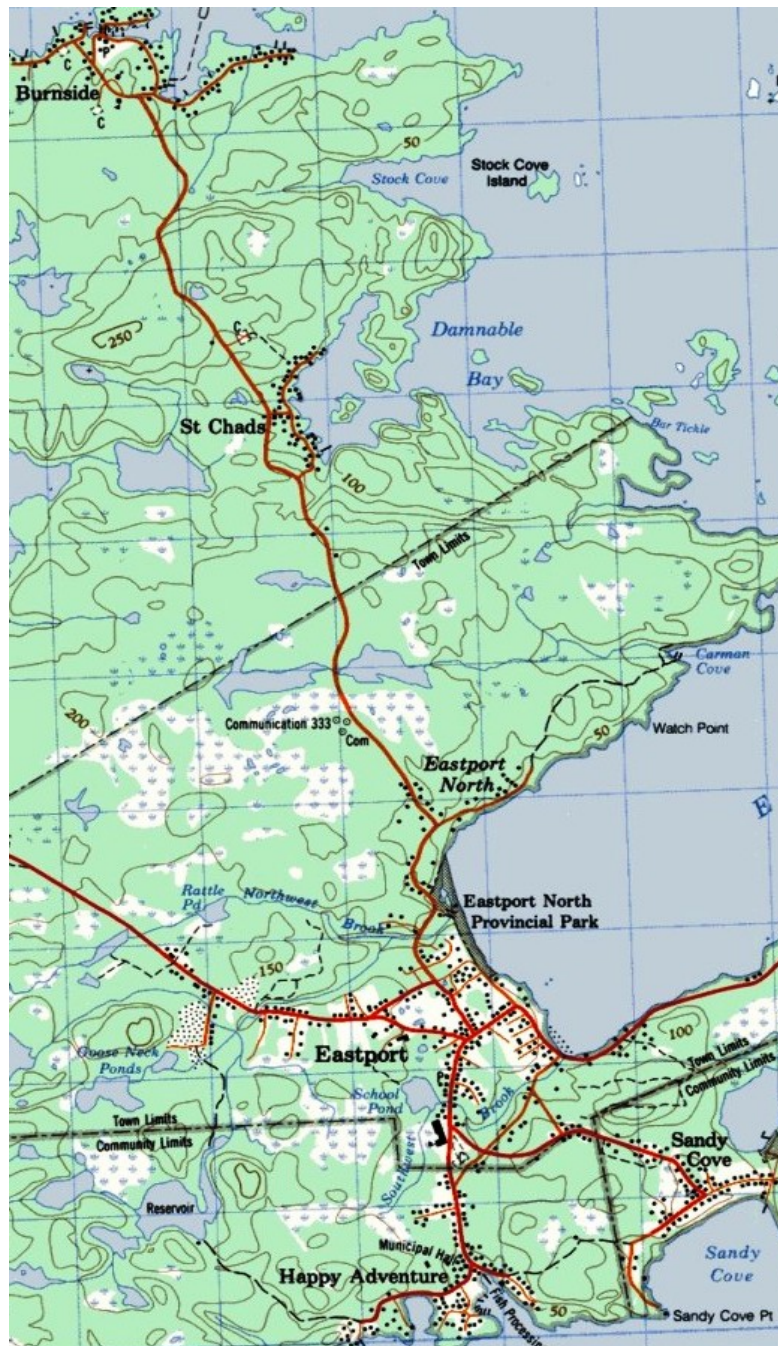 P
C
Burnside
C
50
Stock Cove
Stock Cove
Island
Damnable
Bay
C
250
St Chads
Bar Tickle
100
Town Limits
Carman
Cove
200
Communication 333
Com
50
Watch Point
Eastport
North
E
Rattle
Pd
Northwest
Brook
Eastport North
Provincial Park
150
100
Goose Neck
Ponds
Eastport
Town Limits
Community Limits
School
Pond
P
Brook
Town Limits
Community Limits
Southwest
Sandy
Cove
Reservoir
Municipal Hall
Happy Adventure
Fish Processing
50
Sandy
Cove
Sandy Cove Pt